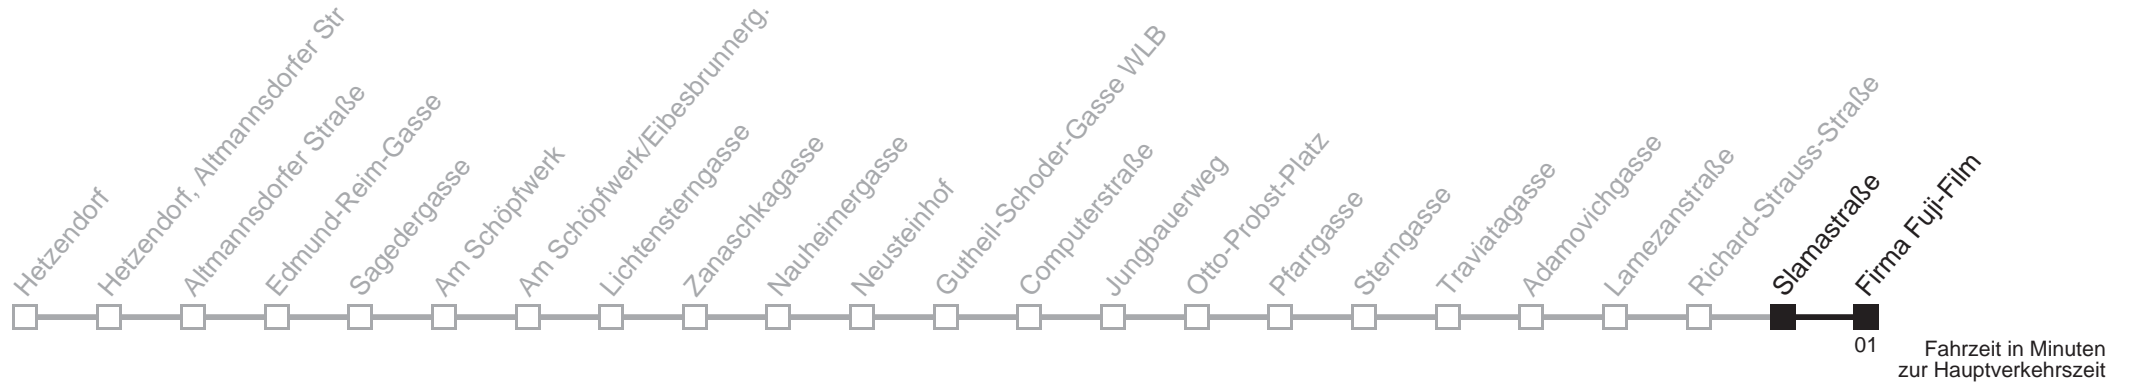 Hetzendorf
Hetzendorf, Altmannsdorfer Str
Altmannsdorfer Straße
Edmund-Reim-Gasse
Sagedergasse
Am Schöpfwerk
Am Schöpfwerk/Eibesbrunnerg.
Lichtensterngasse
Zanaschkagasse
Nauheimergasse
Neusteinhof
Gutheil-Schoder-Gasse WLB
Computerstraße
Jungbauerweg
Otto-Probst-Platz
Pfarrgasse
Sterngasse
Traviatagasse
Adamovichgasse
Lamezanstraße
Richard-Strauss-Straße
Slamastraße
Firma Fuji-Film
01
Fahrzeit in Minuten
zur Hauptverkehrszeit